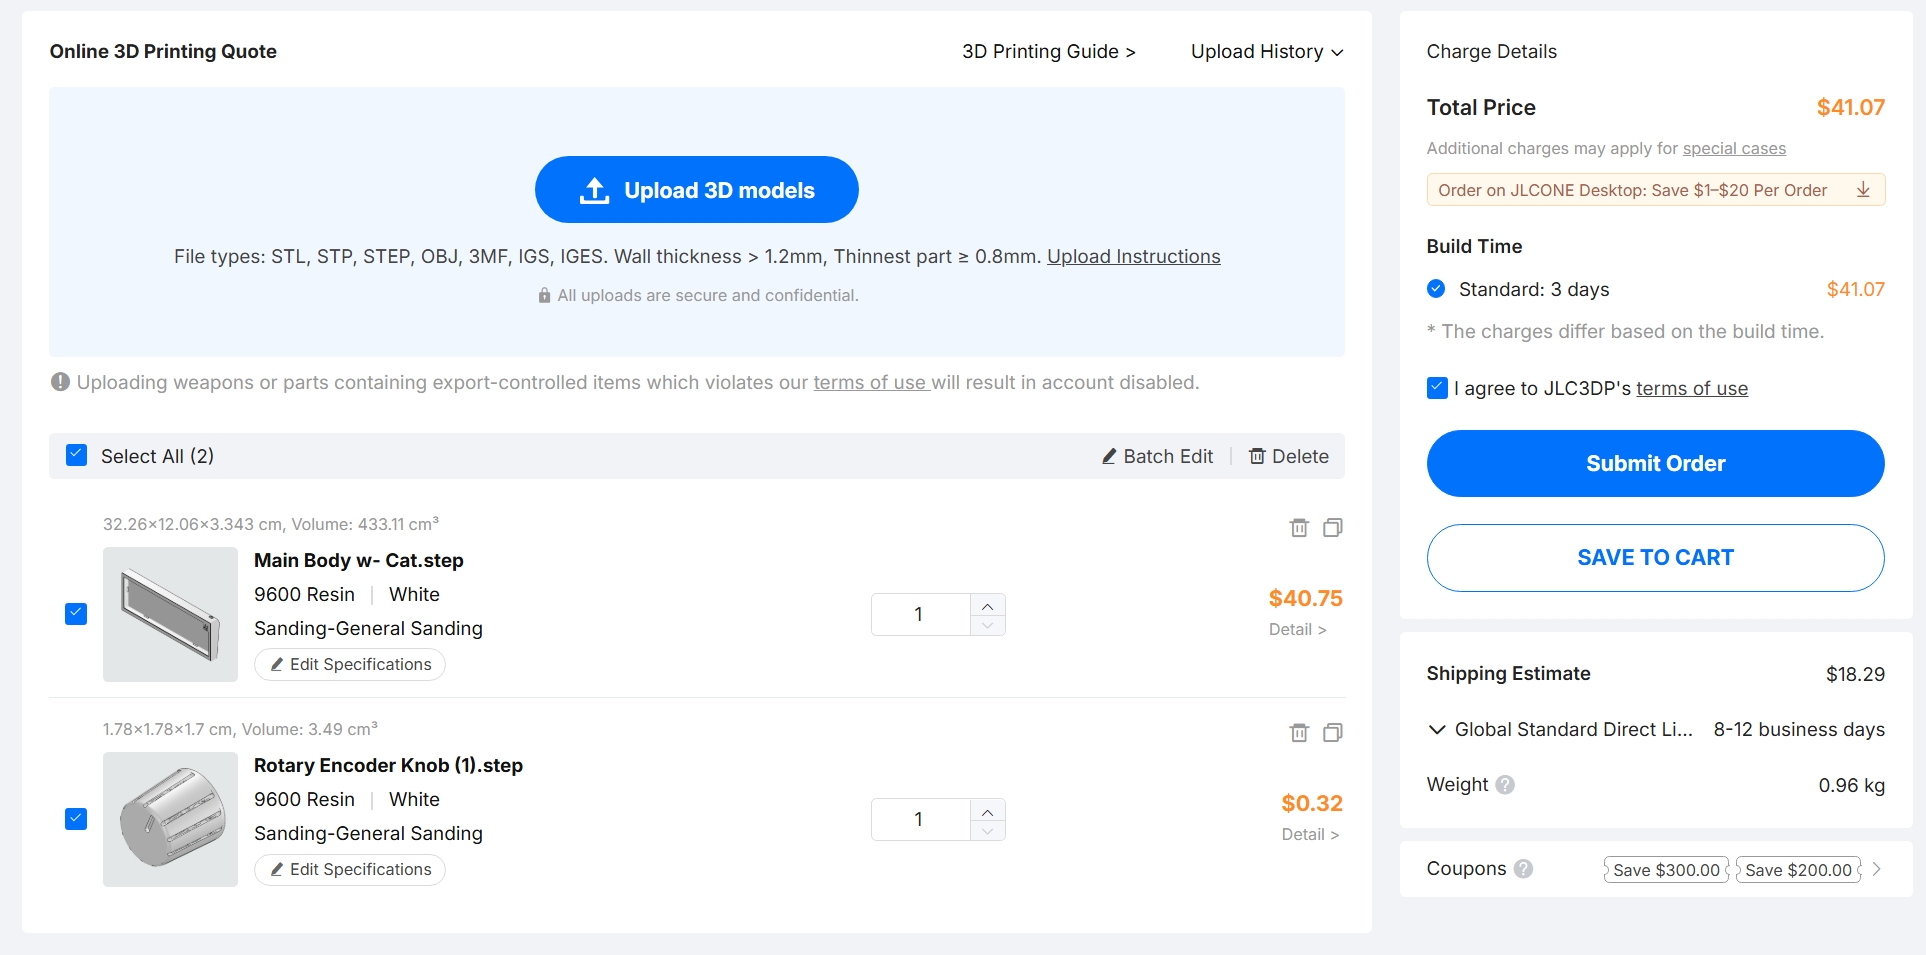 Online 3D Printing Quote
3D Printing Guide >
Upload History
Upload 3D models
File types: STL, STP, STEP, OBJ, 3MF, IGS, IGES. Wall thickness > 1.2mm, Thinnest part ≥ 0.8mm. Upload Instructions
All uploads are secure and confidential.
Uploading weapons or parts containing export-controlled items which violates our terms of use will result in account disabled.
Select All (2)
Batch Edit
Delete
32.26×12.06×3.343 cm, Volume: 433.11 cm³
Main Body w- Cat.step
9600 Resin | White
Sanding-General Sanding
Edit Specifications
1
$40.75
Detail >
1.78×1.78×1.7 cm, Volume: 3.49 cm³
Rotary Encoder Knob (1).step
9600 Resin | White
Sanding-General Sanding
Edit Specifications
1
$0.32
Detail >
Charge Details
Total Price $41.07
Additional charges may apply for special cases
Order on JLCONE Desktop: Save $1–$20 Per Order
Build Time
Standard: 3 days $41.07
* The charges differ based on the build time.
I agree to JLC3DP's terms of use
Submit Order
SAVE TO CART
Shipping Estimate $18.29
Global Standard Direct Li... 8-12 business days
Weight ? 0.96 kg
Coupons ? Save $300.00 Save $200.00